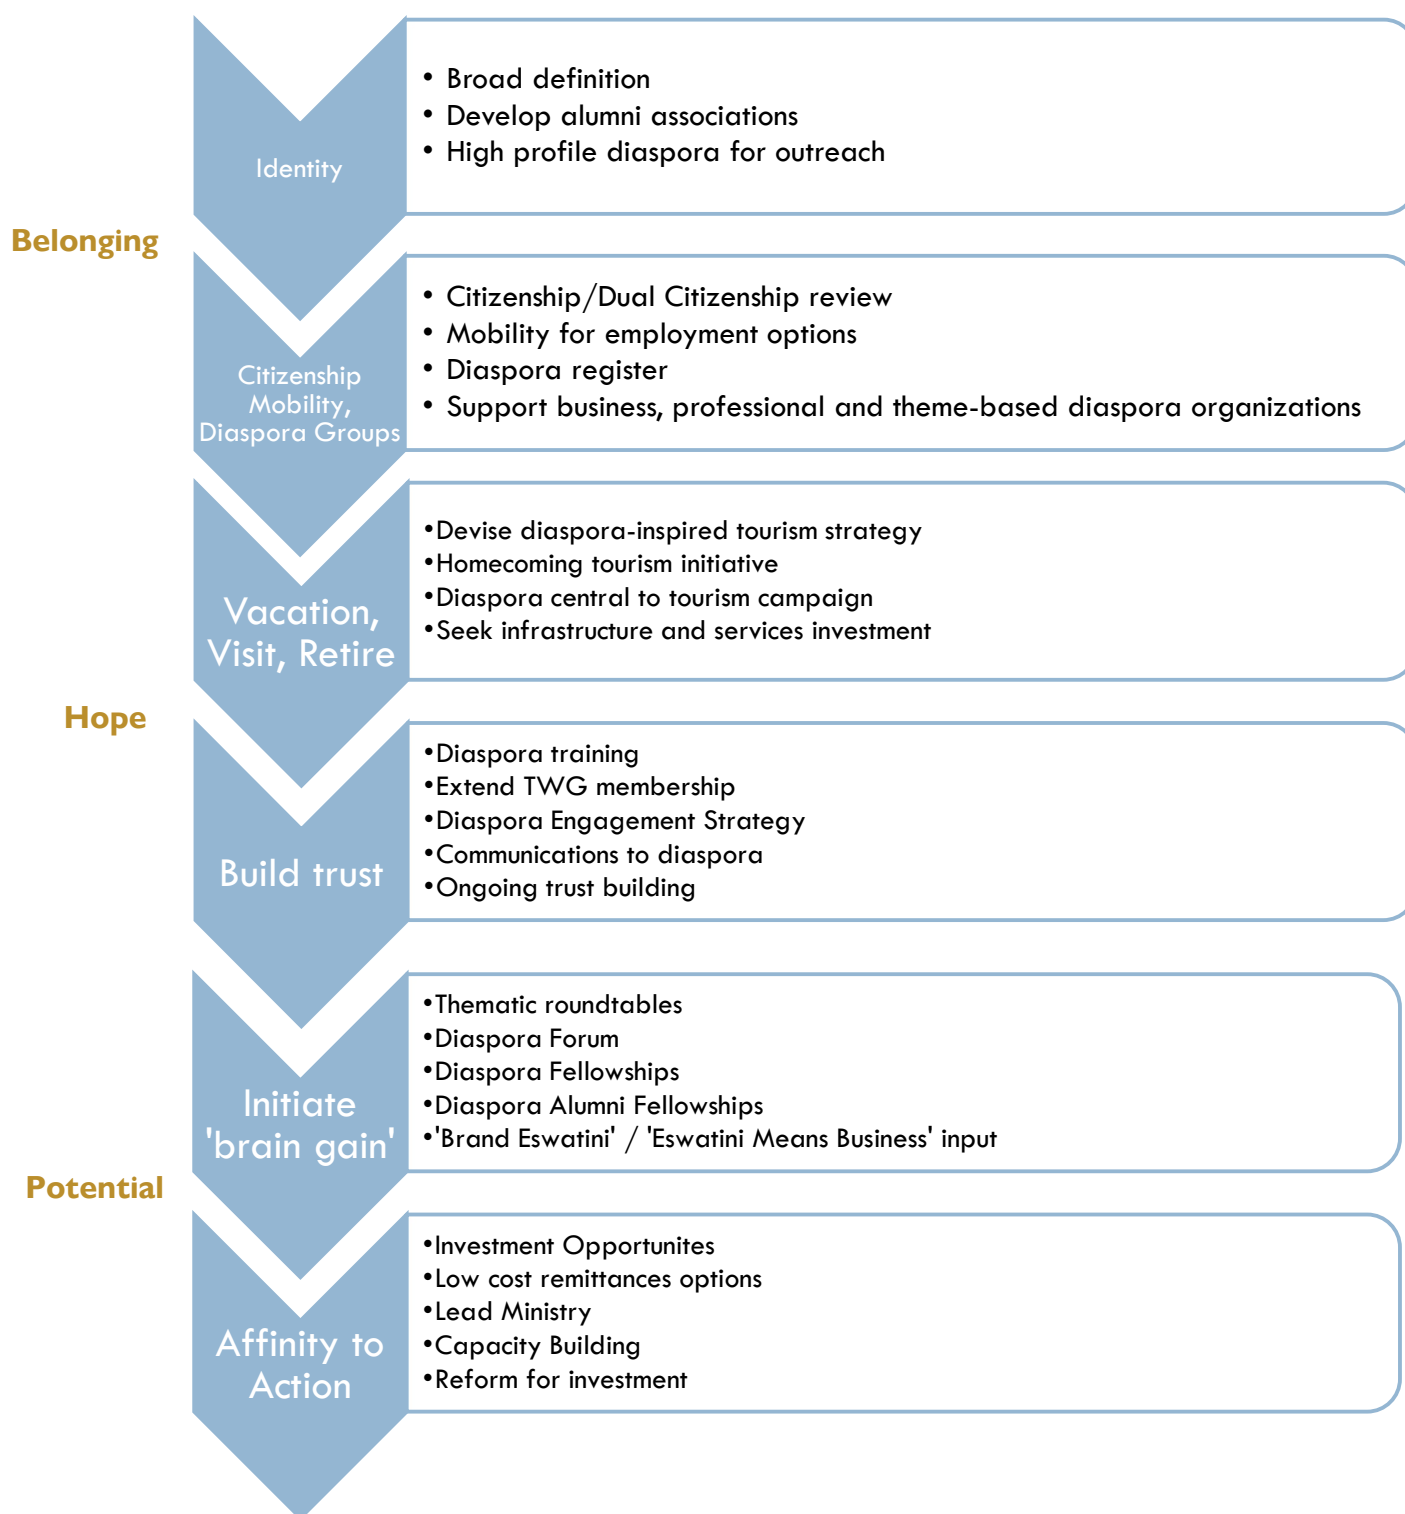 Identity
• Broad definition
• Develop alumni associations
• High profile diaspora for outreach
Belonging
Citizenship
Mobility,
Diaspora Groups
• Citizenship/Dual Citizenship review
• Mobility for employment options
• Diaspora register
• Support business, professional and theme-based diaspora organizations
Vacation,
Visit, Retire
•Devise diaspora-inspired tourism strategy
•Homecoming tourism initiative
•Diaspora central to tourism campaign
•Seek infrastructure and services investment
Hope
Build trust
•Diaspora training
•Extend TWG membership
•Diaspora Engagement Strategy
•Communications to diaspora
•Ongoing trust building
Initiate
'brain gain'
•Thematic roundtables
•Diaspora Forum
•Diaspora Fellowships
•Diaspora Alumni Fellowships
•'Brand Eswatini' / 'Eswatini Means Business' input
Potential
Affinity to
Action
•Investment Opportunites
•Low cost remittances options
•Lead Ministry
•Capacity Building
•Reform for investment